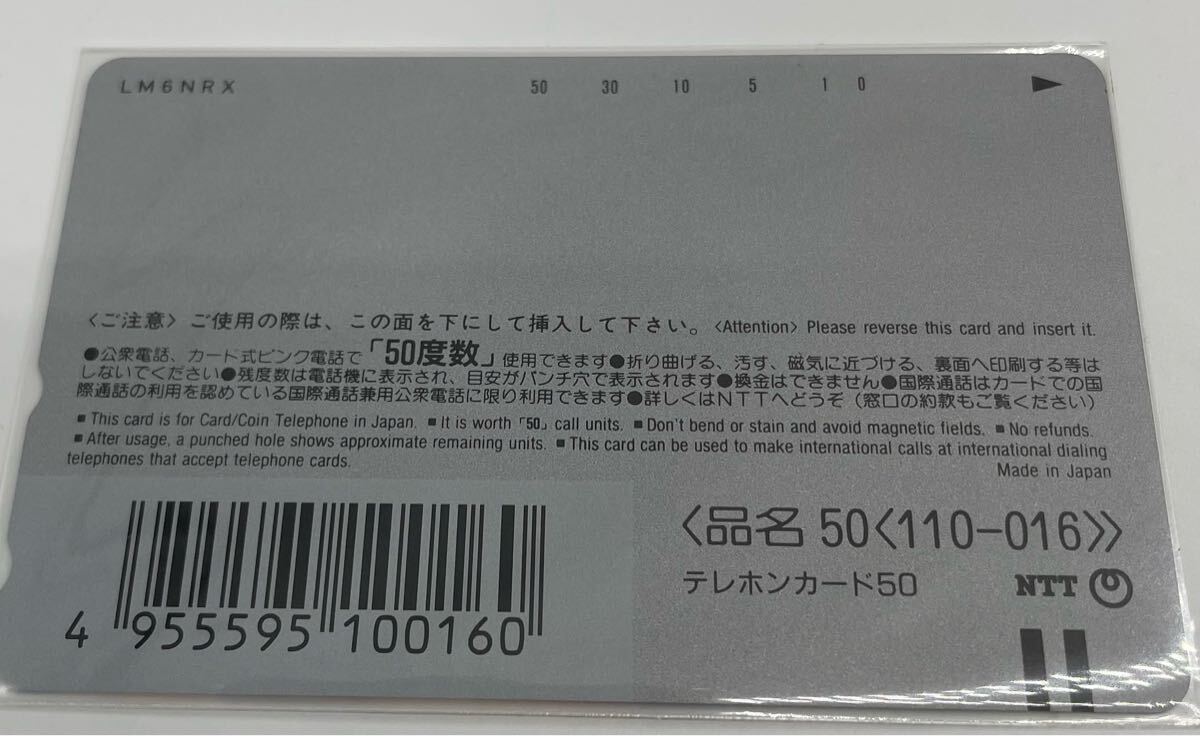 LM6NRX 50 30 10 5 1 0
〈ご注意〉ご使用の際は、この面を下にして挿入して下さい。〈Attention〉Please reverse this card and insert it.
●公衆電話、カード式ピンク電話で「50度数」使用できます●折り曲げる、汚す、磁気に近づける、裏面へ印刷する等は
しないでください●残度数は電話機に表示され、目安がパンチ穴で表示されます●換金はできません●国際通話はカードでの国
際通話の利用を認めている国際通話兼用公衆電話に限り利用できます●詳しくはNTTへどうぞ（窓口の約款もご覧ください）
■ This card is for Card/Coin Telephone in Japan. ■ It is worth「50」call units. ■ Don't bend or stain and avoid magnetic fields. ■ No refunds.
■ After usage, a punched hole shows approximate remaining units. ■ This card can be used to make international calls at international dialing
telephones that accept telephone cards.
Made in Japan
〈品名 50〈110-016〉〉
テレホンカード50 NTT
4 955595 100160